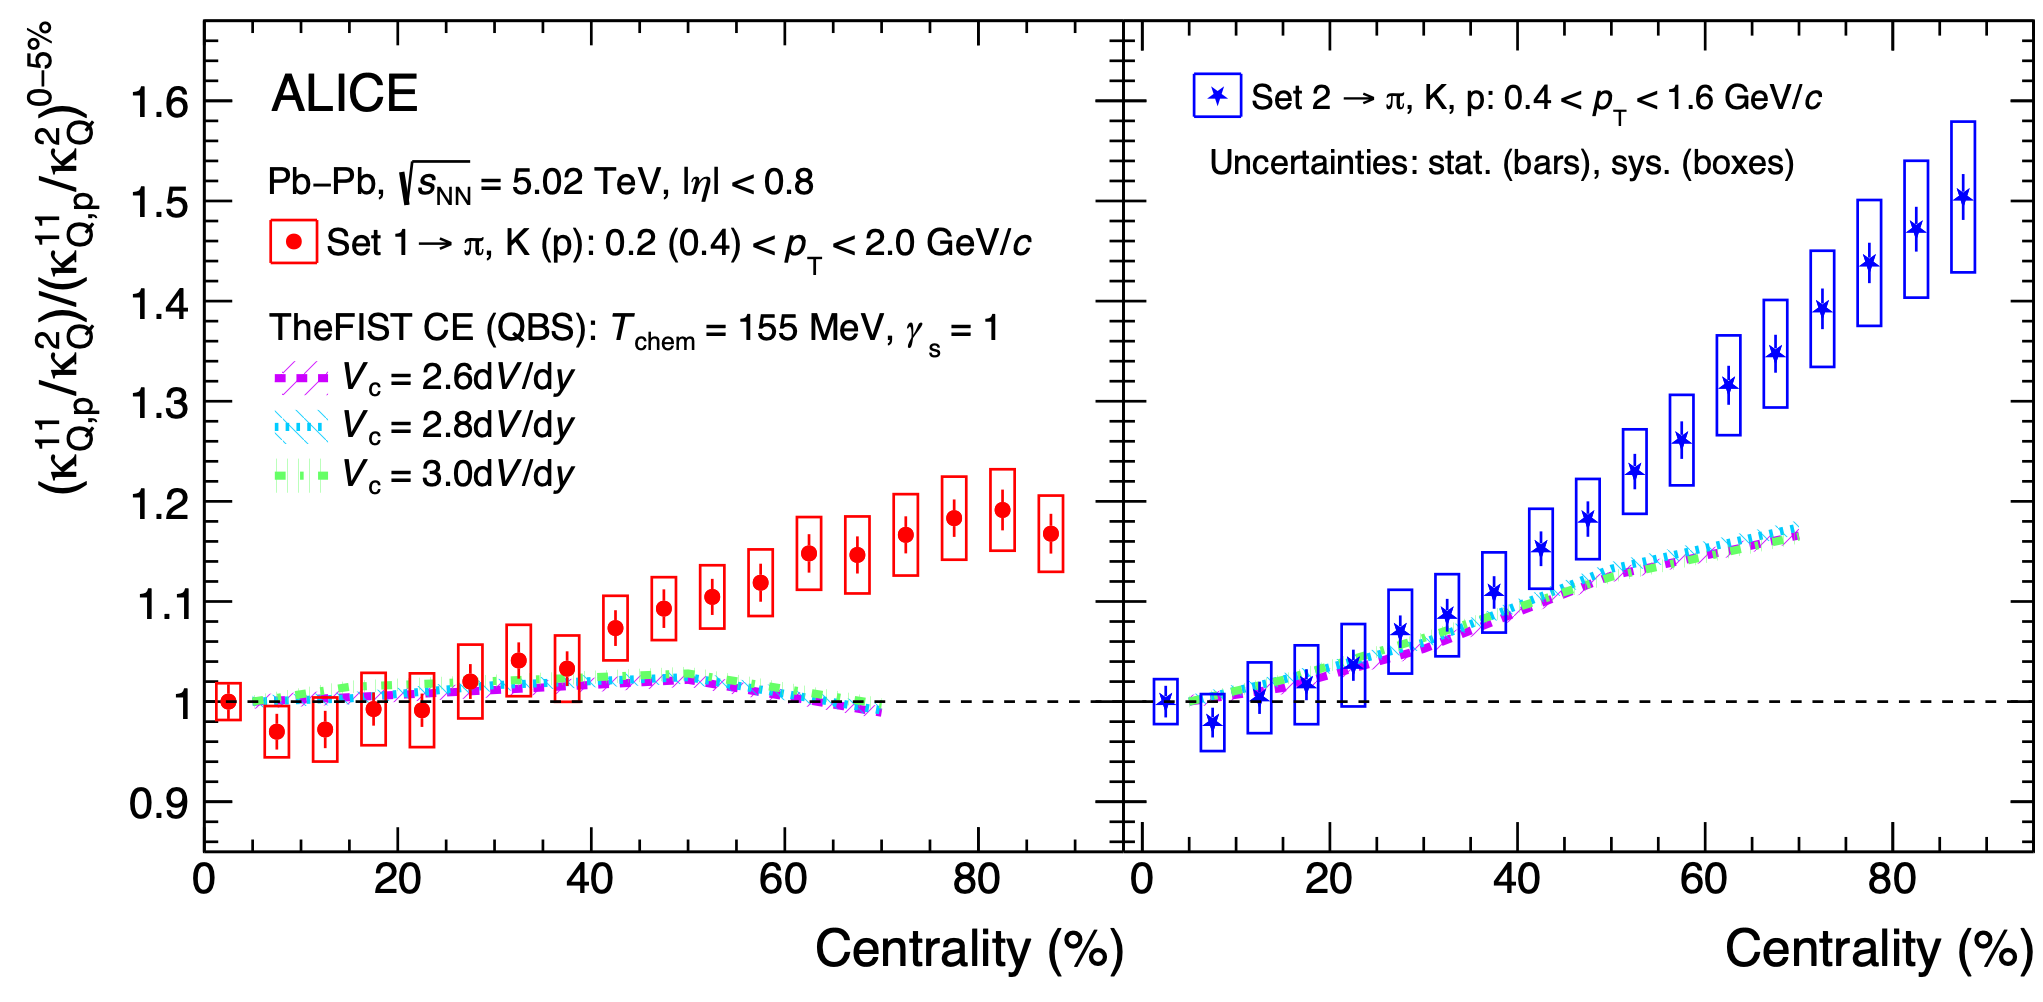 (κ¹¹_Q,p/κ²_Q)/(κ¹¹_Q,p/κ²_Q)^0–5%
ALICE
Pb–Pb, √s_NN = 5.02 TeV, |η| < 0.8
Set 1 → π, K (p): 0.2 (0.4) < p_T < 2.0 GeV/c
TheFIST CE (QBS): T_chem = 155 MeV, γ_s = 1
V_c = 2.6dV/dy
V_c = 2.8dV/dy
V_c = 3.0dV/dy
1.6
1.5
1.4
1.3
1.2
1.1
1
0.9
0 20 40 60 80
Centrality (%)
Set 2 → π, K, p: 0.4 < p_T < 1.6 GeV/c
Uncertainties: stat. (bars), sys. (boxes)
0 20 40 60 80
Centrality (%)